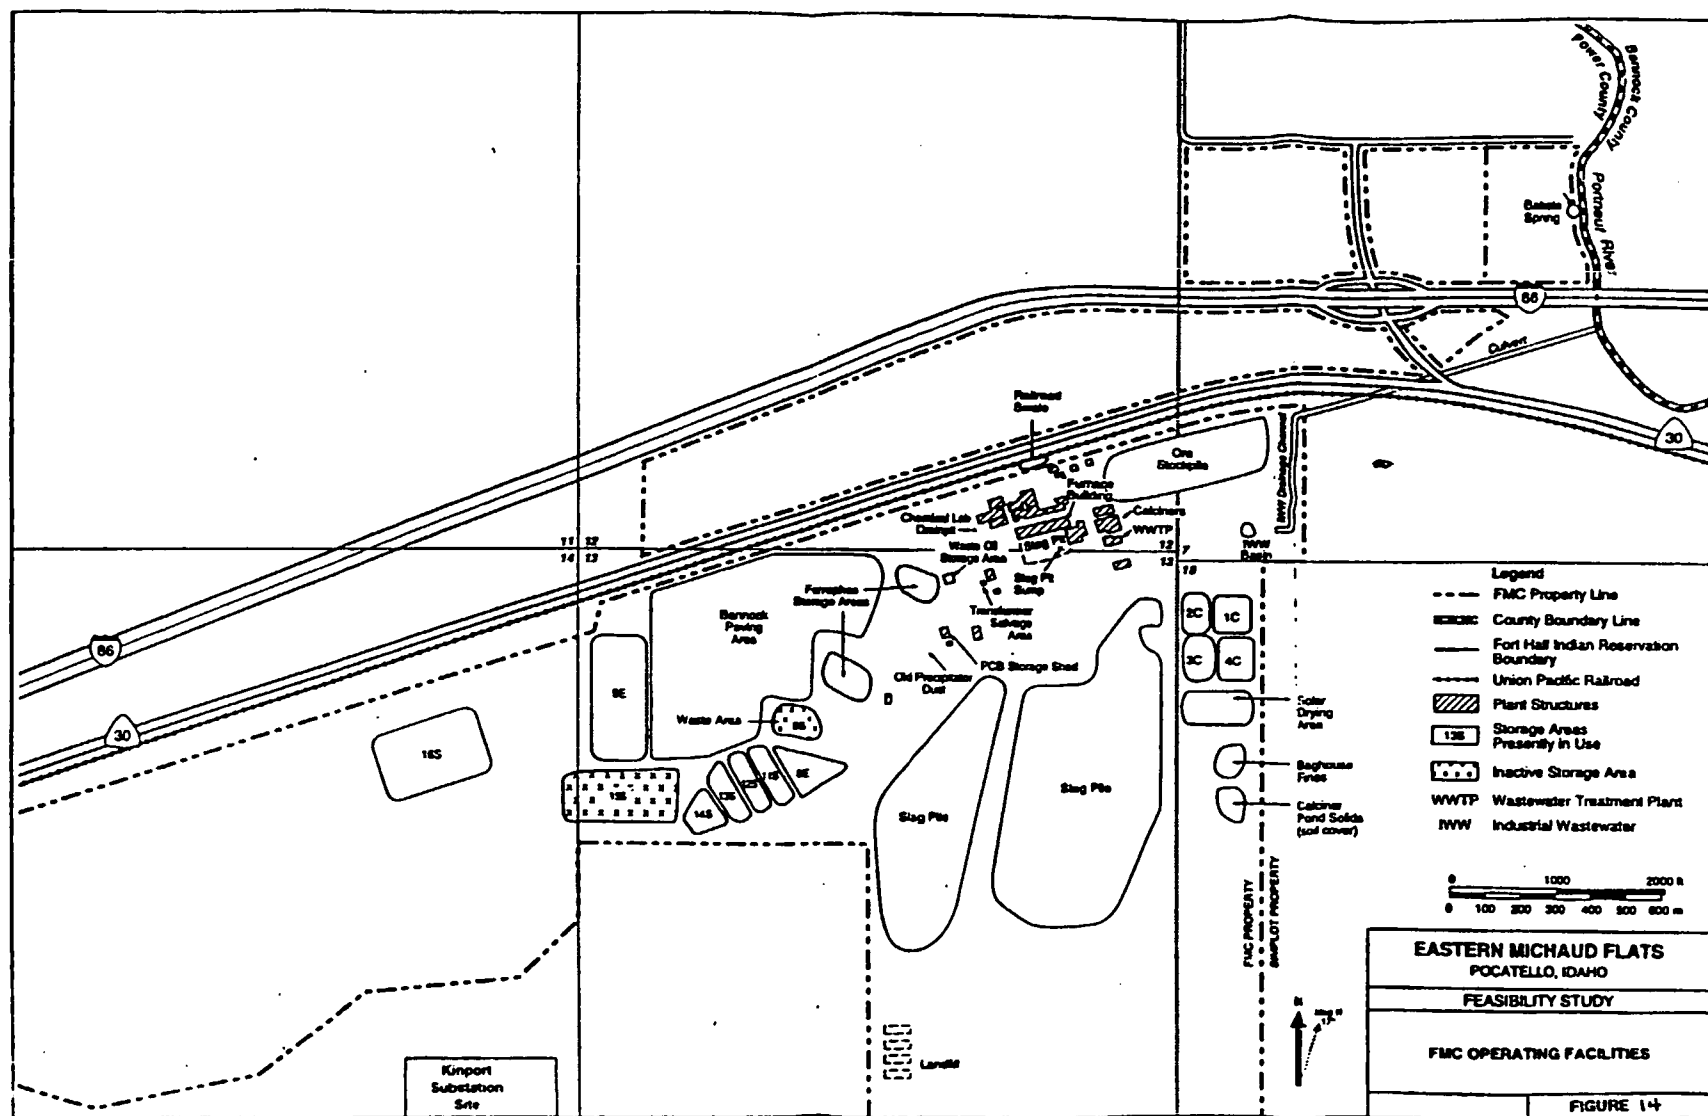 Bannock County
Power County
Portneuf River
Batiste
Spring
86
Culvert
30
Railroad
Swale
Ore
Stockpile
IWW Drainage Channel
Furnace
Building
Calciners
WWTP
Chemical Lab
Slag Pit
Waste Oil
Storage Area
IWW
Basin
11 12
14 13
12 7
13 18
Slag Pit
Sump
Ferrophos
Storage Areas
Transformer
Salvage
Area
Bannock
Paving
Area
2C
1C
3C
4C
PCB Storage Shed
Old Precipitator
Dust
86
Solar
Drying
Area
Waste Area
8S
9E
30
16S
15S
14S
13S
12S
11S
8E
Baghouse
Fines
Slag Pile
Slag Pile
Calciner
Pond Solids
(soil cover)
FMC PROPERTY
SIMPLOT PROPERTY
Landfill
Kinport
Substation
Site
Legend
FMC Property Line
County Boundary Line
Fort Hall Indian Reservation
Boundary
Union Pacific Railroad
Plant Structures
13S
Storage Areas
Presently in Use
Inactive Storage Area
WWTP Wastewater Treatment Plant
IWW Industrial Wastewater
0 1000 2000 ft
0 100 200 300 400 500 600 m
N
EASTERN MICHAUD FLATS
POCATELLO, IDAHO
FEASIBILITY STUDY
FMC OPERATING FACILITIES
FIGURE 14